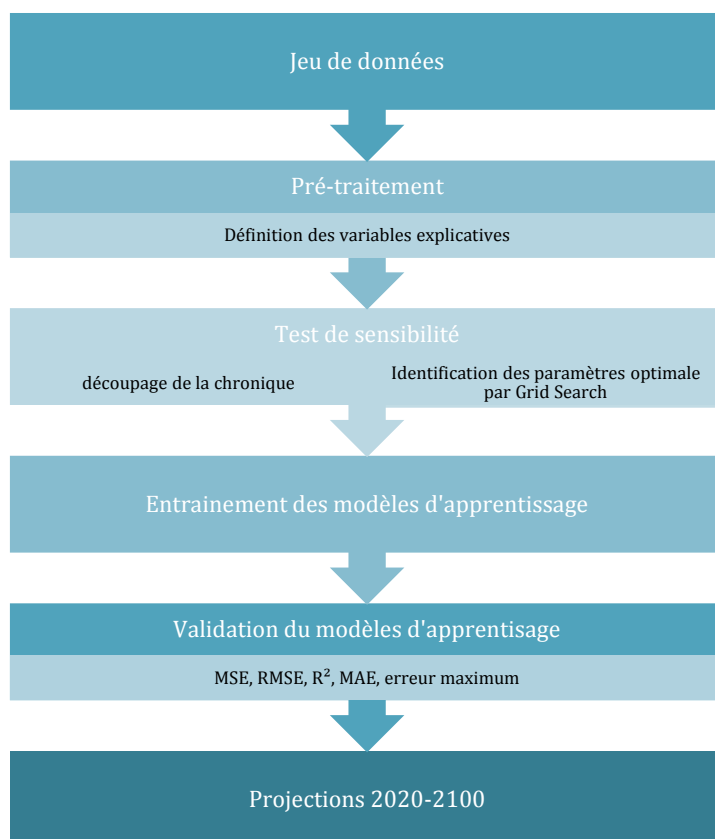 Jeu de données
Pré-traitement
Définition des variables explicatives
Test de sensibilité
découpage de la chronique
Identification des paramètres optimale
par Grid Search
Entrainement des modèles d'apprentissage
Validation du modèles d'apprentisage
MSE, RMSE, R², MAE, erreur maximum
Projections 2020-2100